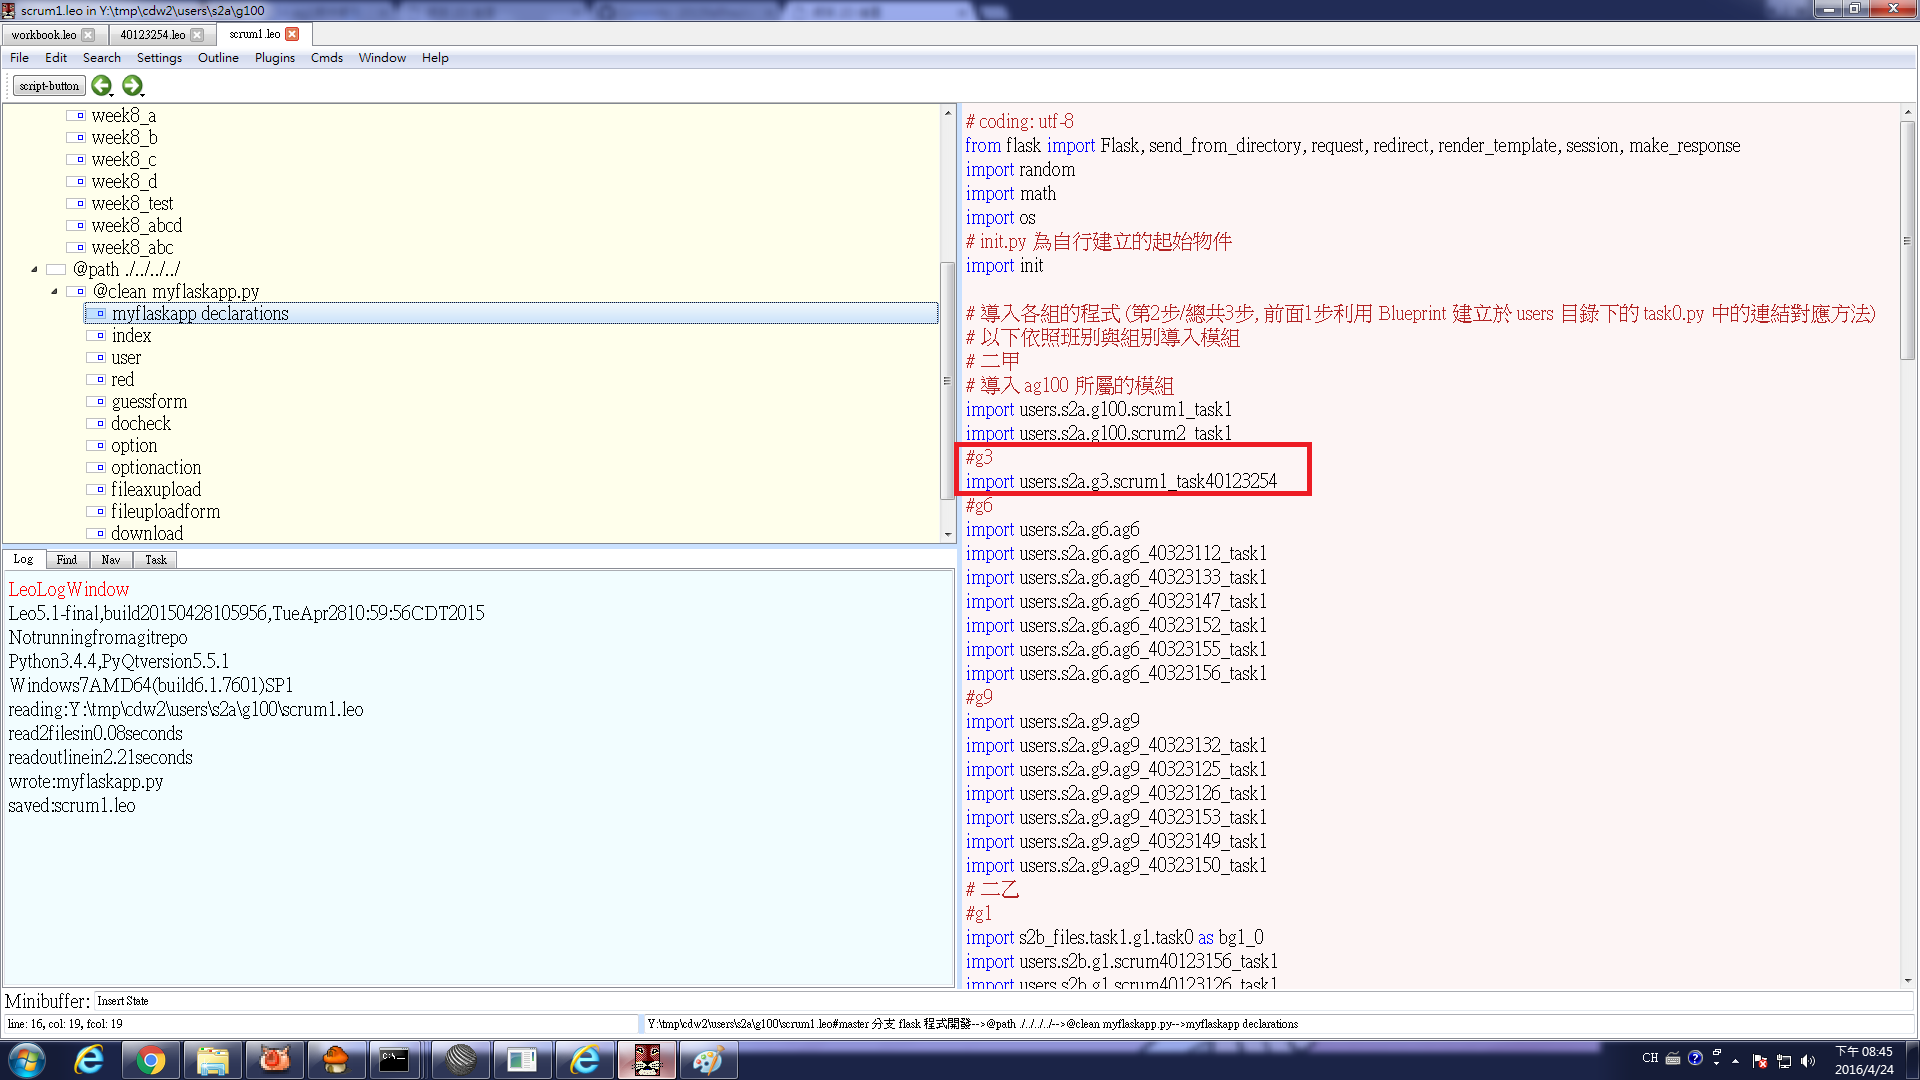 scrum1.leo in Y:\tmp\cdw2\users\s2a\g100
workbook.leo
40123254.leo
scrum1.leo
File Edit Search Settings Outline Plugins Cmds Window Help
script-button
week8_a
week8_b
week8_c
week8_d
week8_test
week8_abcd
week8_abc
@path ./../../../
@clean myflaskapp.py
myflaskapp declarations
index
user
red
guessform
docheck
option
optionaction
fileaxupload
fileuploadform
download
# coding: utf-8
from flask import Flask, send_from_directory, request, redirect, render_template, session, make_response
import random
import math
import os
# init.py 為自行建立的起始物件
import init
# 導入各組的程式 (第2步/總共3步, 前面1步利用 Blueprint 建立於 users 目錄下的 task0.py 中的連結對應方法)
# 以下依照班別與組別導入模組
# 二甲
# 導入 ag100 所屬的模組
import users.s2a.g100.scrum1_task1
import users.s2a.g100.scrum2_task1
#g3
import users.s2a.g3.scrum1_task40123254
#g6
import users.s2a.g6.ag6
import users.s2a.g6.ag6_40323112_task1
import users.s2a.g6.ag6_40323133_task1
import users.s2a.g6.ag6_40323147_task1
import users.s2a.g6.ag6_40323152_task1
import users.s2a.g6.ag6_40323155_task1
import users.s2a.g6.ag6_40323156_task1
#g9
import users.s2a.g9.ag9
import users.s2a.g9.ag9_40323132_task1
import users.s2a.g9.ag9_40323125_task1
import users.s2a.g9.ag9_40323126_task1
import users.s2a.g9.ag9_40323153_task1
import users.s2a.g9.ag9_40323149_task1
import users.s2a.g9.ag9_40323150_task1
# 二乙
#g1
import s2b_files.task1.g1.task0 as bg1_0
import users.s2b.g1.scrum40123156_task1
import users.s2b.g1.scrum40123126_task1
Log Find Nav Task
LeoLogWindow
Leo5.1-final,build20150428105956,TueApr2810:59:56CDT2015
Notrunningfromagitrepo
Python3.4.4,PyQtversion5.5.1
Windows7AMD64(build6.1.7601)SP1
reading:Y:\tmp\cdw2\users\s2a\g100\scrum1.leo
read2filesin0.08seconds
readoutlinein2.21seconds
wrote:myflaskapp.py
saved:scrum1.leo
Minibuffer: Insert State
line: 16, col: 19, fcol: 19
Y:\tmp\cdw2\users\s2a\g100\scrum1.leo#master 分支 flask 程式開發-->@path ./../../../-->@clean myflaskapp.py-->myflaskapp declarations
CH
下午 08:45
2016/4/24